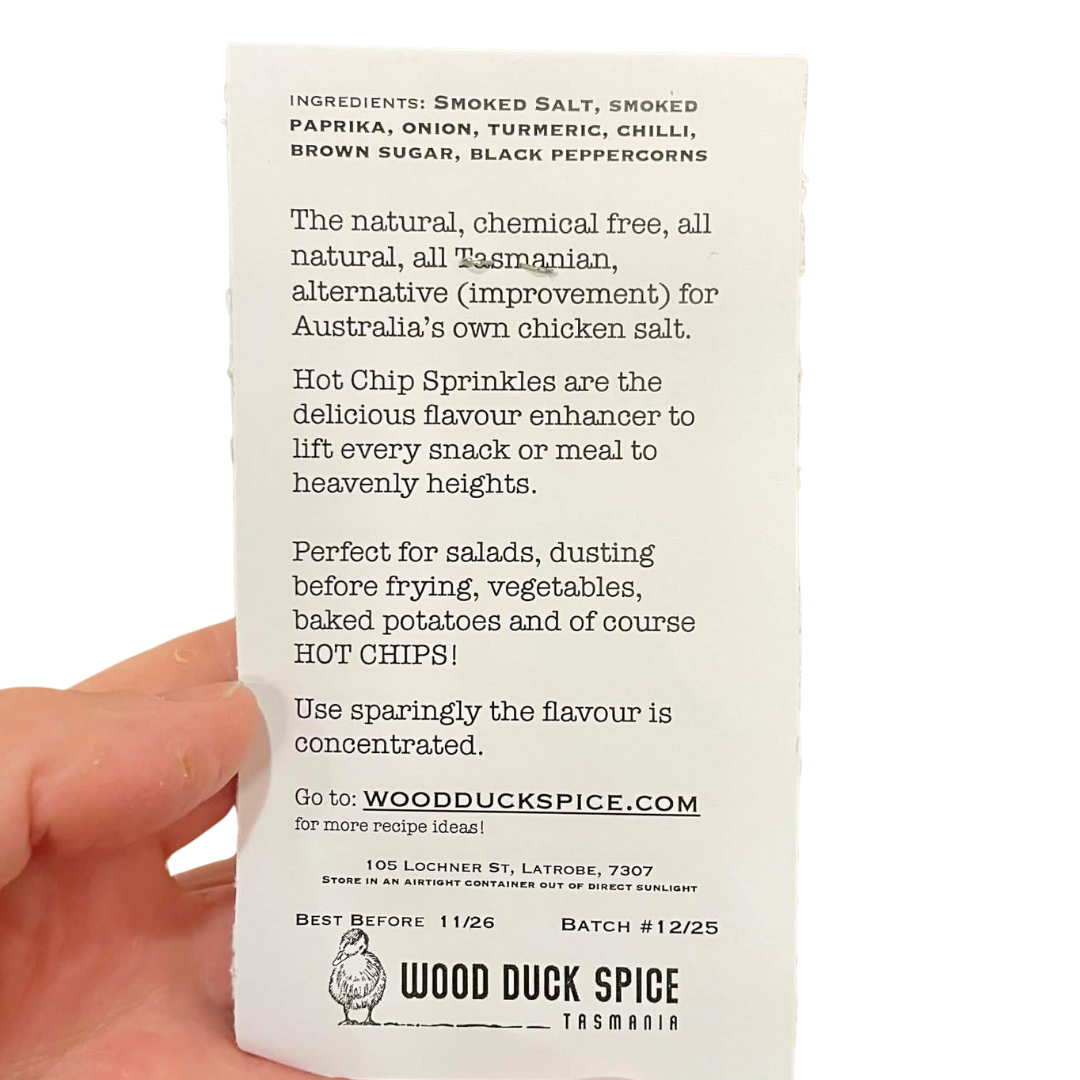 INGREDIENTS: SMOKED SALT, SMOKED
PAPRIKA, ONION, TURMERIC, CHILLI,
BROWN SUGAR, BLACK PEPPERCORNS
The natural, chemical free, all
natural, all Tasmanian,
alternative (improvement) for
Australia's own chicken salt.
Hot Chip Sprinkles are the
delicious flavour enhancer to
lift every snack or meal to
heavenly heights.
Perfect for salads, dusting
before frying, vegetables,
baked potatoes and of course
HOT CHIPS!
Use sparingly the flavour is
concentrated.
Go to: WOODDUCKSPICE.COM
for more recipe ideas!
105 LOCHNER ST, LATROBE, 7307
STORE IN AN AIRTIGHT CONTAINER OUT OF DIRECT SUNLIGHT
BEST BEFORE 11/26 BATCH #12/25
WOOD DUCK SPICE
TASMANIA